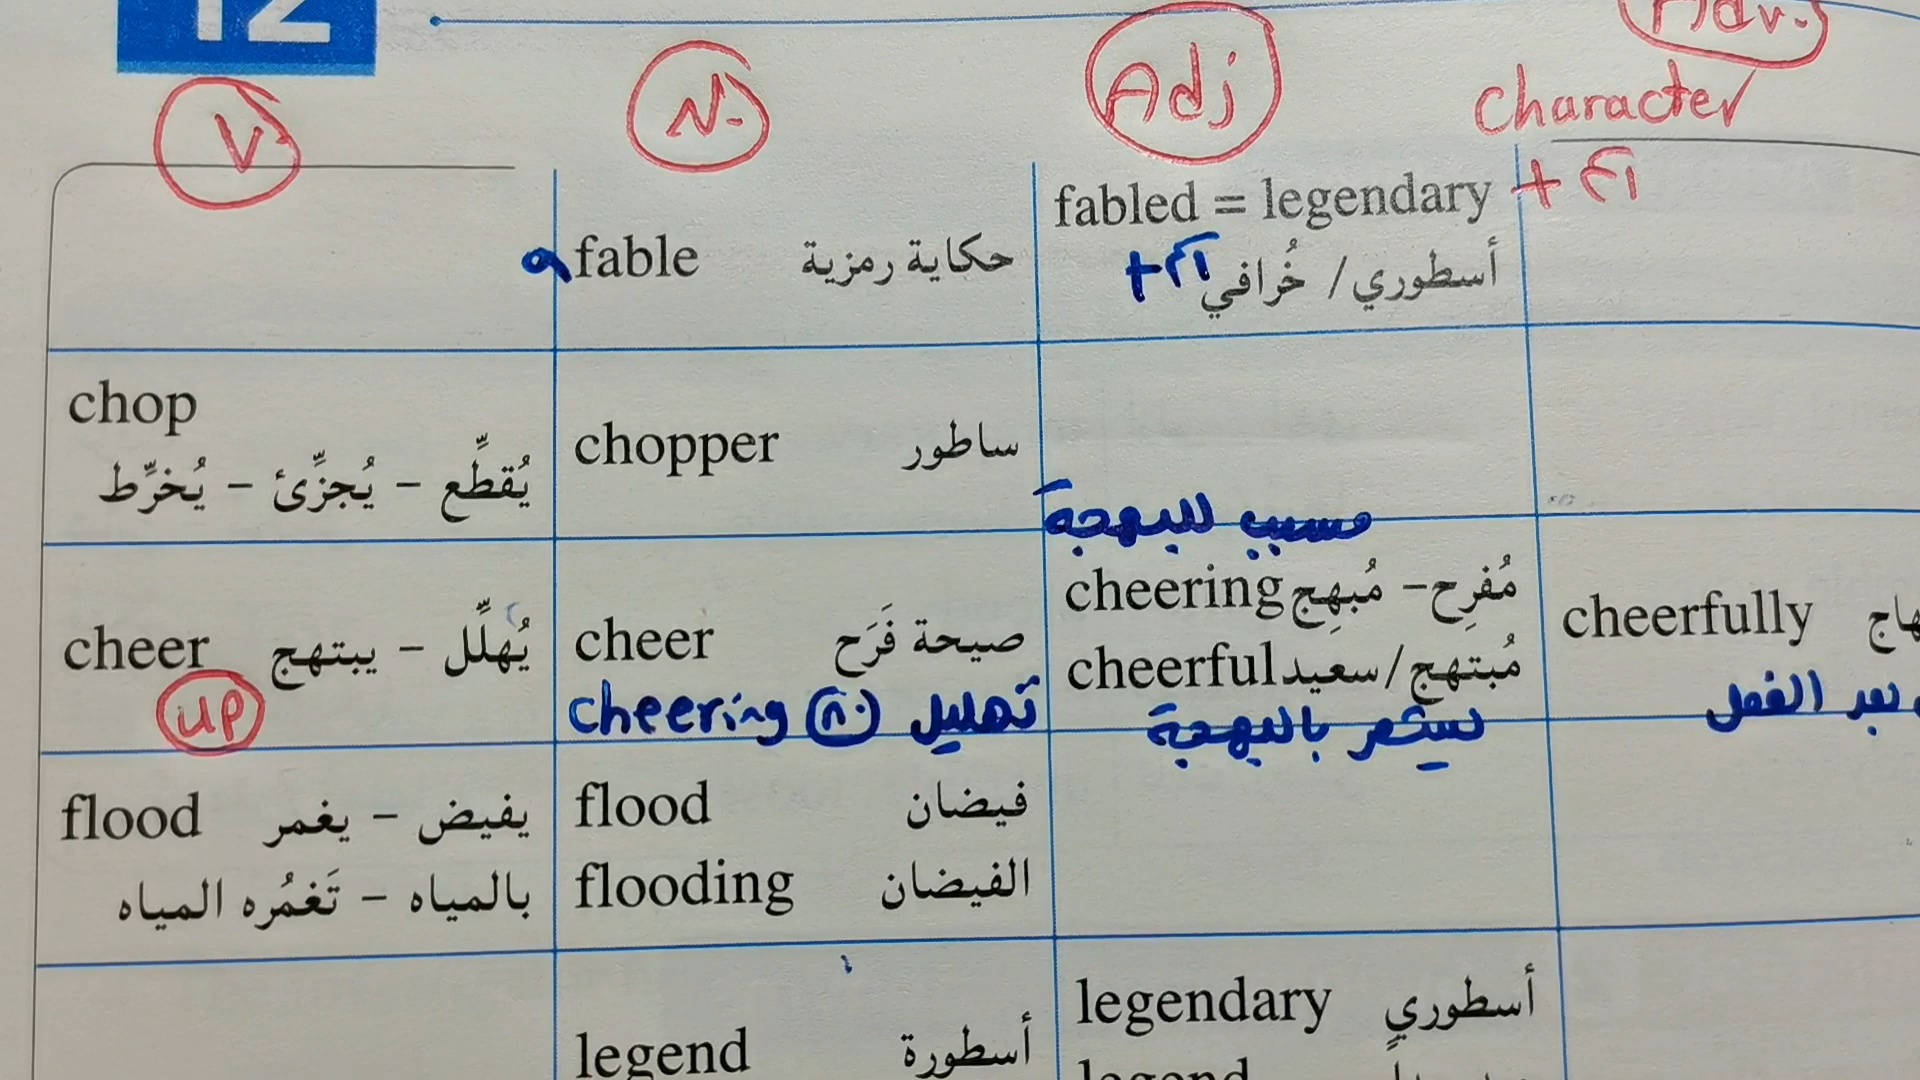 12
V.
N.
Adj
Adv.
Character
fabled = legendary
أسطوري / خُرافي
a fable حكاية رمزية
chop
يُقطِّع – يُجزِّئ – يُخرِّط
chopper ساطور
cheer يُهلِّل – يبتهج
up
cheer صيحة فَرَح
cheering (n.) تهليل
مسبب للبهجة
cheering مُفرِح – مُبهِج
cheerful مُبتهج/سعيد
يشعر بالبهجة
cheerfully
بعد الفعل
flood يفيض – يغمر
بالمياه – تَغمُره المياه
flood فيضان
flooding الفيضان
legend أسطورة
legendary أسطوري